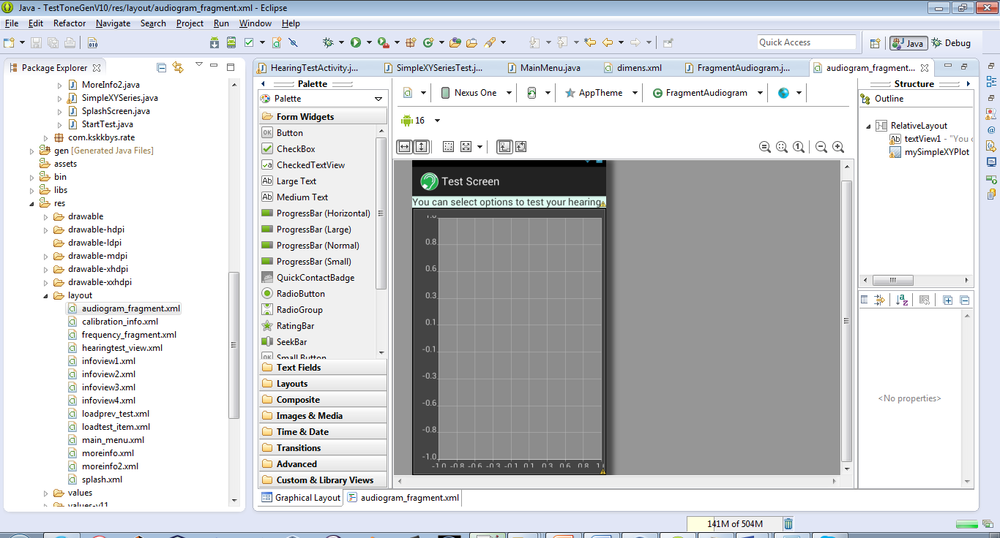 Java - TestToneGenV10/res/layout/audiogram_fragment.xml - Eclipse
File Edit Refactor Navigate Search Project Run Window Help
Quick Access
Java
Debug
Package Explorer
MoreInfo2.java
SimpleXYSeries.java
SplashScreen.java
StartTest.java
com.kskkbys.rate
gen [Generated Java Files]
assets
bin
libs
res
drawable
drawable-hdpi
drawable-ldpi
drawable-mdpi
drawable-xhdpi
drawable-xxhdpi
layout
audiogram_fragment.xml
calibration_info.xml
frequency_fragment.xml
hearingtest_view.xml
infoview1.xml
infoview2.xml
infoview3.xml
infoview4.xml
loadprev_test.xml
loadtest_item.xml
main_menu.xml
moreinfo.xml
moreinfo2.xml
splash.xml
values
values-v11
HearingTestActivity.j...
SimpleXYSeriesTest.j...
MainMenu.java
dimens.xml
FragmentAudiogram.j...
audiogram_fragment...
Palette
Palette
Form Widgets
OK Button
CheckBox
CheckedTextView
Ab Large Text
Ab Medium Text
ProgressBar (Horizontal)
ProgressBar (Large)
ProgressBar (Normal)
ProgressBar (Small)
QuickContactBadge
RadioButton
RadioGroup
RatingBar
SeekBar
OK Small Button
Text Fields
Layouts
Composite
Images & Media
Time & Date
Transitions
Advanced
Custom & Library Views
Nexus One
AppTheme
FragmentAudiogram
16
Test Screen
You can select options to test your hearing
1.0
0.8
0.6
0.3
0.1
-0.1
-0.3
-0.6
-0.8
-1.0
-1.0 -0.8 -0.6 -0.3 -0.1 0.1 0.3 0.6 0.8
Graphical Layout
audiogram_fragment.xml
Structure
Outline
RelativeLayout
Ab textView1 - "You c
mySimpleXYPlot
<No properties>
141M of 504M